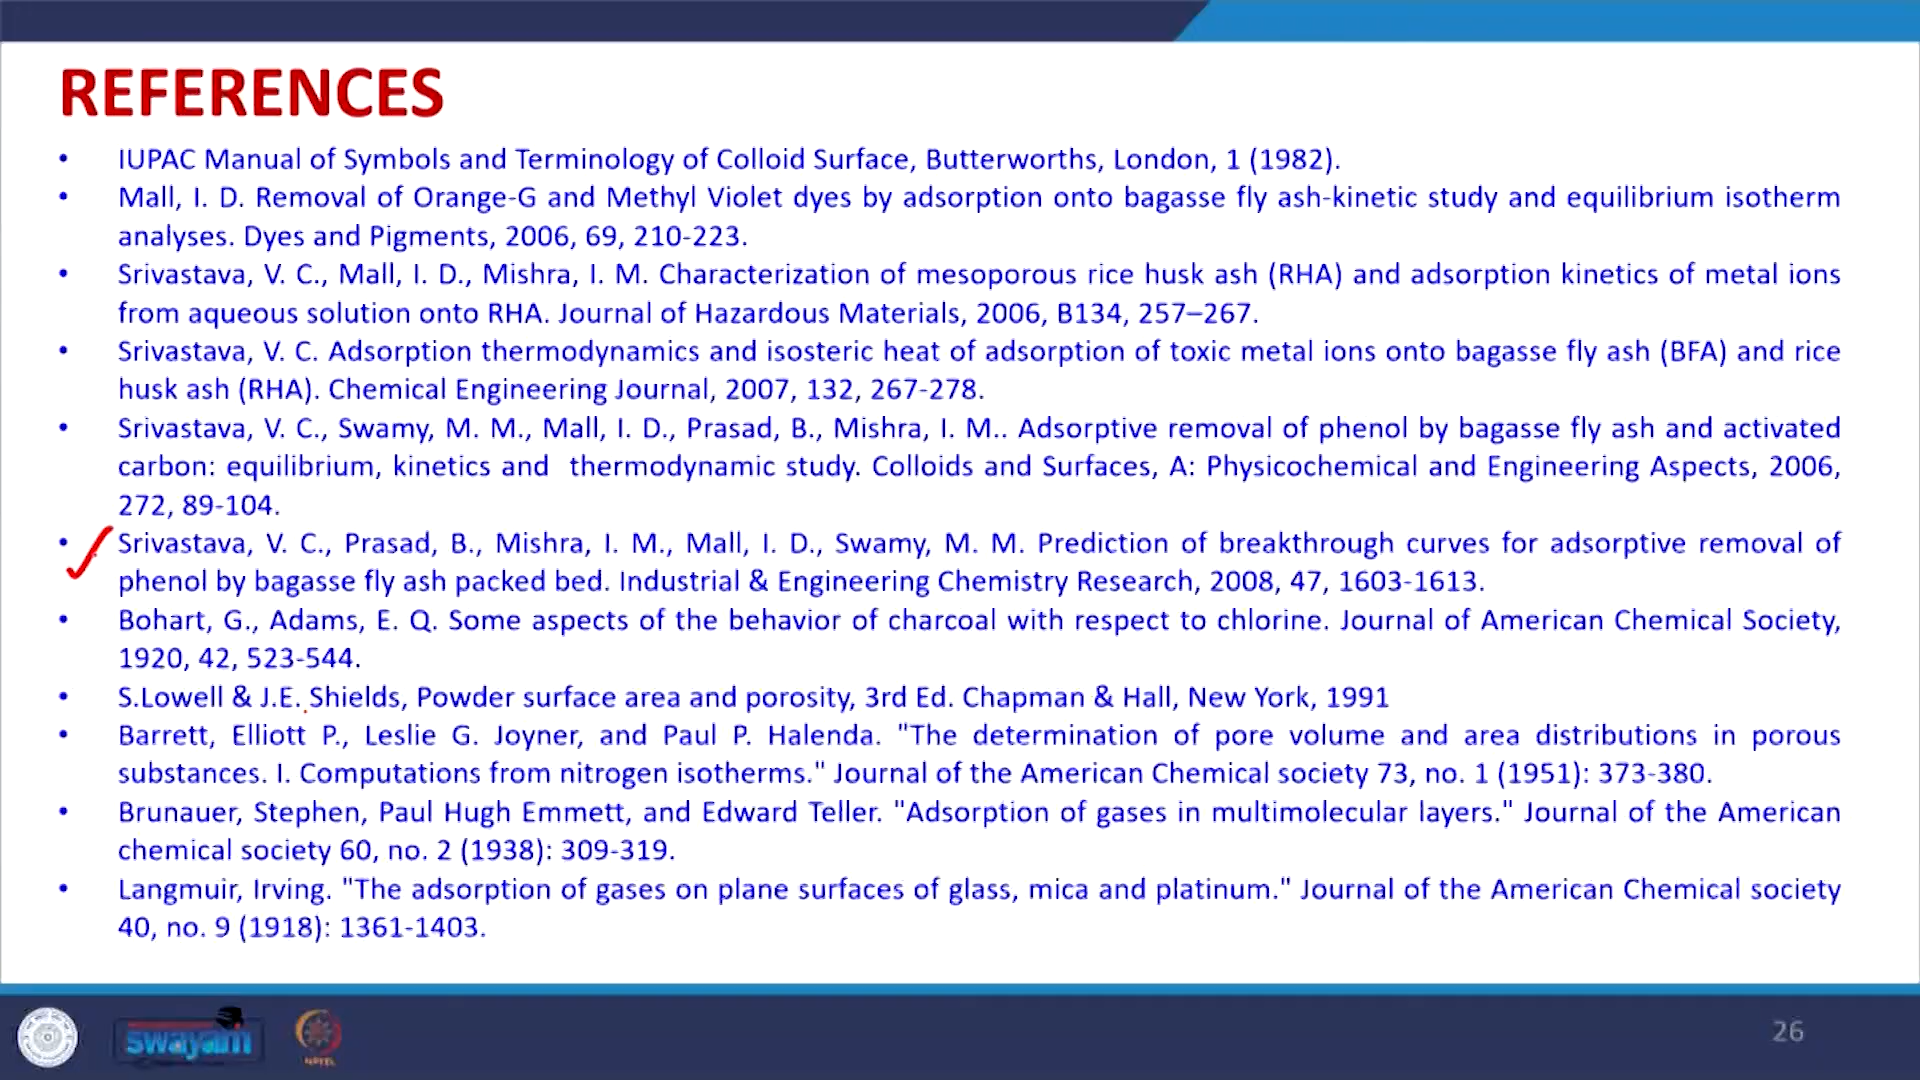 REFERENCES
• IUPAC Manual of Symbols and Terminology of Colloid Surface, Butterworths, London, 1 (1982).
• Mall, I. D. Removal of Orange-G and Methyl Violet dyes by adsorption onto bagasse fly ash-kinetic study and equilibrium isotherm
analyses. Dyes and Pigments, 2006, 69, 210-223.
• Srivastava, V. C., Mall, I. D., Mishra, I. M. Characterization of mesoporous rice husk ash (RHA) and adsorption kinetics of metal ions
from aqueous solution onto RHA. Journal of Hazardous Materials, 2006, B134, 257–267.
• Srivastava, V. C. Adsorption thermodynamics and isosteric heat of adsorption of toxic metal ions onto bagasse fly ash (BFA) and rice
husk ash (RHA). Chemical Engineering Journal, 2007, 132, 267-278.
• Srivastava, V. C., Swamy, M. M., Mall, I. D., Prasad, B., Mishra, I. M.. Adsorptive removal of phenol by bagasse fly ash and activated
carbon: equilibrium, kinetics and thermodynamic study. Colloids and Surfaces, A: Physicochemical and Engineering Aspects, 2006,
272, 89-104.
• Srivastava, V. C., Prasad, B., Mishra, I. M., Mall, I. D., Swamy, M. M. Prediction of breakthrough curves for adsorptive removal of
phenol by bagasse fly ash packed bed. Industrial & Engineering Chemistry Research, 2008, 47, 1603-1613.
• Bohart, G., Adams, E. Q. Some aspects of the behavior of charcoal with respect to chlorine. Journal of American Chemical Society,
1920, 42, 523-544.
• S.Lowell & J.E. Shields, Powder surface area and porosity, 3rd Ed. Chapman & Hall, New York, 1991
• Barrett, Elliott P., Leslie G. Joyner, and Paul P. Halenda. "The determination of pore volume and area distributions in porous
substances. I. Computations from nitrogen isotherms." Journal of the American Chemical society 73, no. 1 (1951): 373-380.
• Brunauer, Stephen, Paul Hugh Emmett, and Edward Teller. "Adsorption of gases in multimolecular layers." Journal of the American
chemical society 60, no. 2 (1938): 309-319.
• Langmuir, Irving. "The adsorption of gases on plane surfaces of glass, mica and platinum." Journal of the American Chemical society
40, no. 9 (1918): 1361-1403.
swayam
NPTEL
26